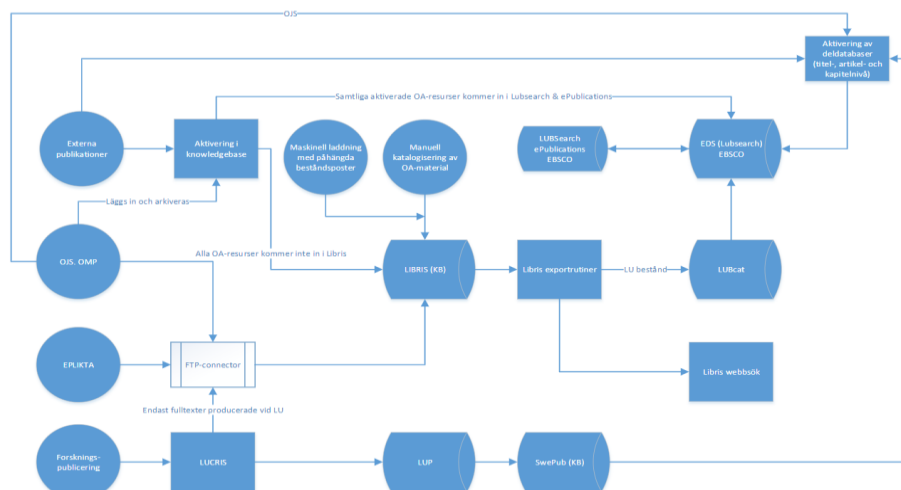 OJS
Aktivering av
deldatabaser
(titel-, artikel- och
kapitelnivå)
Samtliga aktiverade OA-resurser kommer in i Lubsearch & ePublications
Externa
publikationer
Aktivering i
knowledgebase
Maskinell laddning
med påhängda
beståndsposter
Manuell
katalogisering av
OA-material
LUBSearch
ePublications
EBSCO
EDS (Lubsearch)
EBSCO
Läggs in och arkiveras
OJS. OMP
Alla OA-resurser kommer inte in i Libris
LIBRIS (KB)
Libris exportrutiner
LU bestånd
LUBcat
EPLIKTA
FTP-connector
Libris webbsök
Endast fulltexter producerade vid LU
Forsknings-
publicering
LUCRIS
LUP
SwePub (KB)